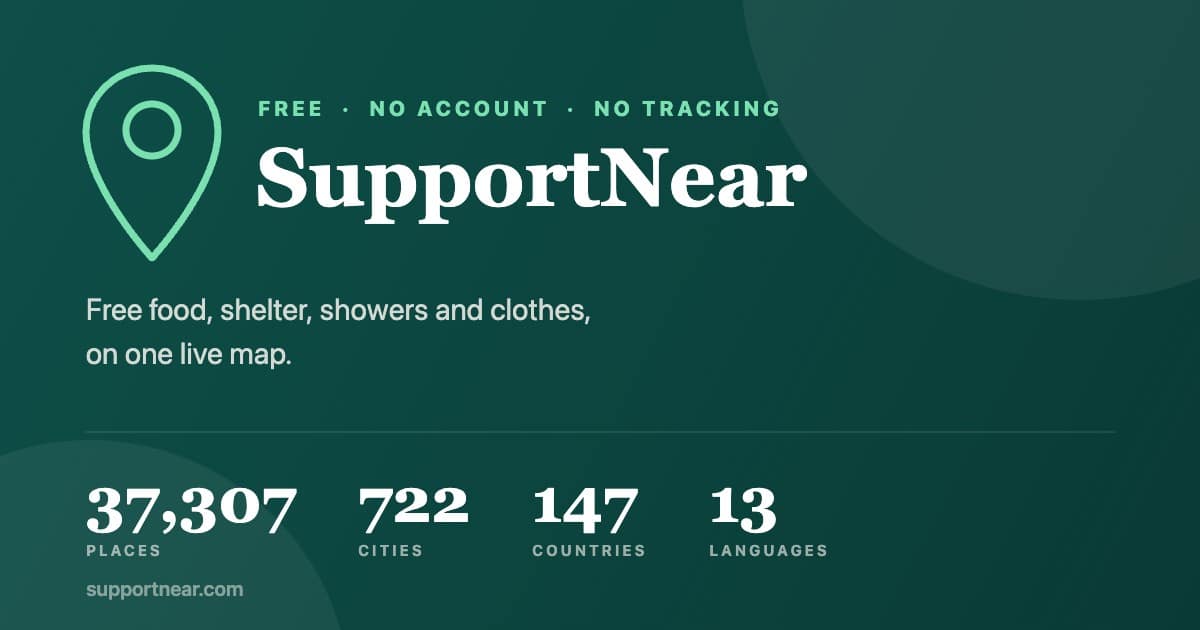 FREE · NO ACCOUNT · NO TRACKING
SupportNear
Free food, shelter, showers and clothes,
on one live map.
37,307 722 147 13
PLACES CITIES COUNTRIES LANGUAGES
supportnear.com